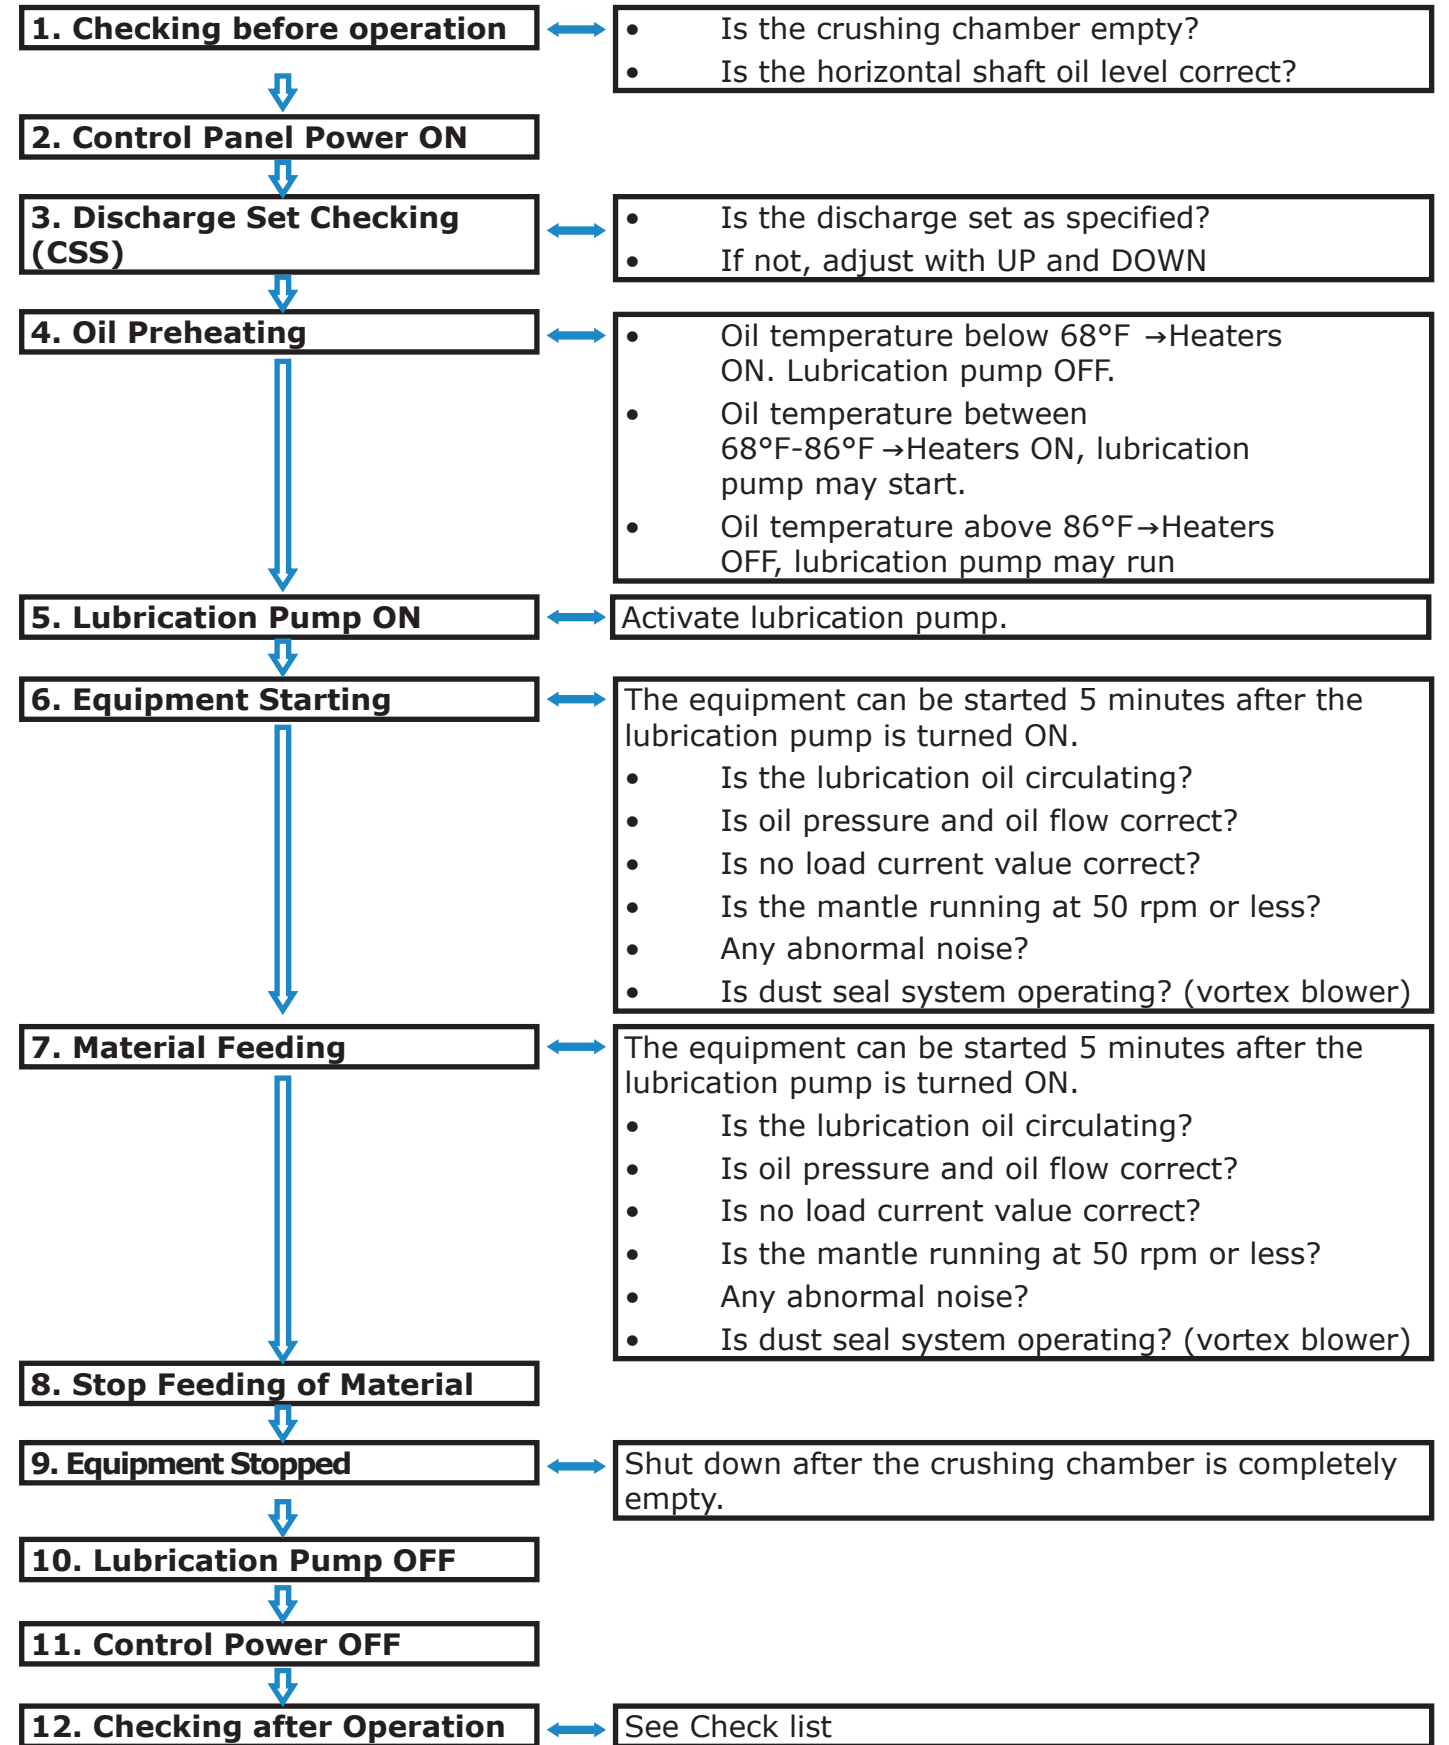 1. Checking before operation
• Is the crushing chamber empty?
• Is the horizontal shaft oil level correct?
2. Control Panel Power ON
3. Discharge Set Checking
(CSS)
• Is the discharge set as specified?
• If not, adjust with UP and DOWN
4. Oil Preheating
• Oil temperature below 68°F →Heaters
ON. Lubrication pump OFF.
• Oil temperature between
68°F-86°F→Heaters ON, lubrication
pump may start.
• Oil temperature above 86°F→Heaters
OFF, lubrication pump may run
5. Lubrication Pump ON
Activate lubrication pump.
6. Equipment Starting
The equipment can be started 5 minutes after the
lubrication pump is turned ON.
• Is the lubrication oil circulating?
• Is oil pressure and oil flow correct?
• Is no load current value correct?
• Is the mantle running at 50 rpm or less?
• Any abnormal noise?
• Is dust seal system operating? (vortex blower)
7. Material Feeding
The equipment can be started 5 minutes after the
lubrication pump is turned ON.
• Is the lubrication oil circulating?
• Is oil pressure and oil flow correct?
• Is no load current value correct?
• Is the mantle running at 50 rpm or less?
• Any abnormal noise?
• Is dust seal system operating? (vortex blower)
8. Stop Feeding of Material
9. Equipment Stopped
Shut down after the crushing chamber is completely
empty.
10. Lubrication Pump OFF
11. Control Power OFF
12. Checking after Operation
See Check list